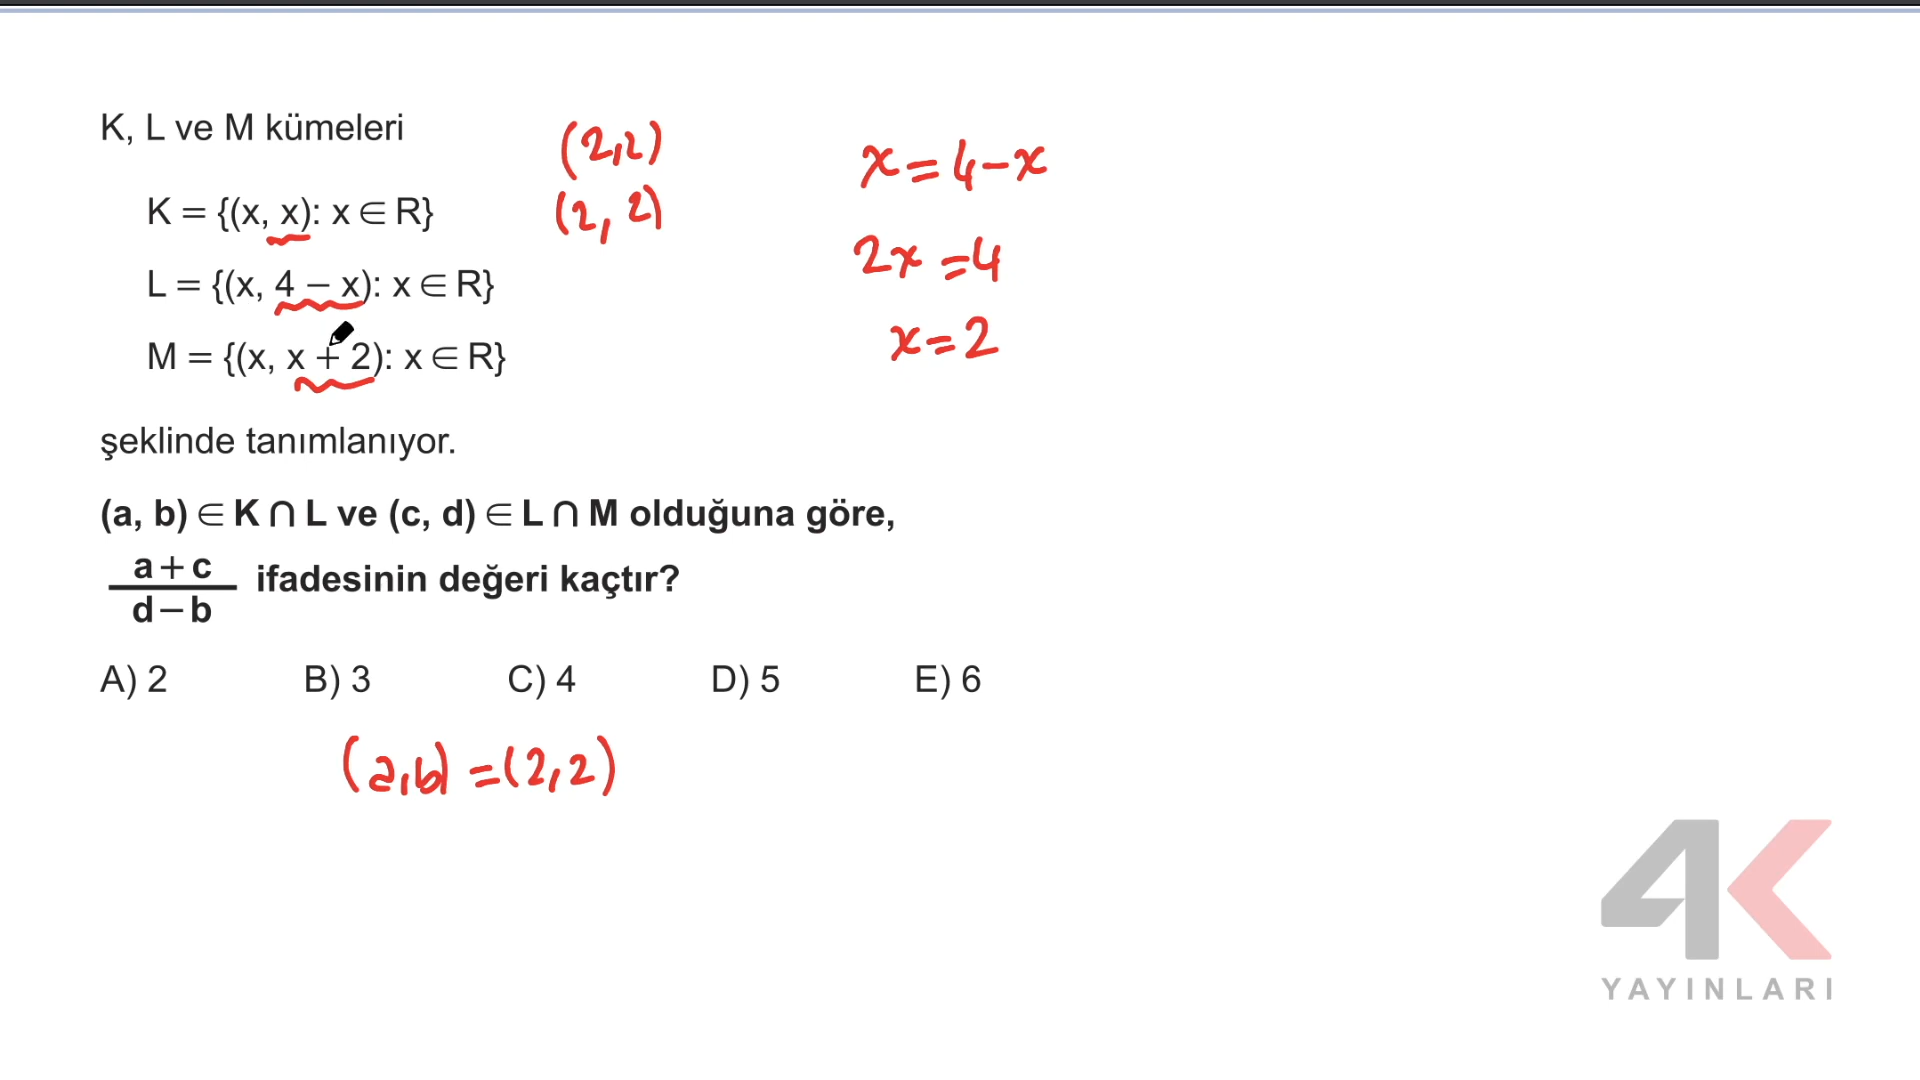 K, L ve M kümeleri
(2,2)
x = 4 - x
K = {(x, x): x ∈ R}
(2, 2)
2x = 4
L = {(x, 4 – x): x ∈ R}
x = 2
M = {(x, x + 2): x ∈ R}
şeklinde tanımlanıyor.
(a, b) ∈ K ∩ L ve (c, d) ∈ L ∩ M olduğuna göre,
a + c
d – b
ifadesinin değeri kaçtır?
A) 2 B) 3 C) 4 D) 5 E) 6
(a,b) = (2,2)
4K
YAYINLARI